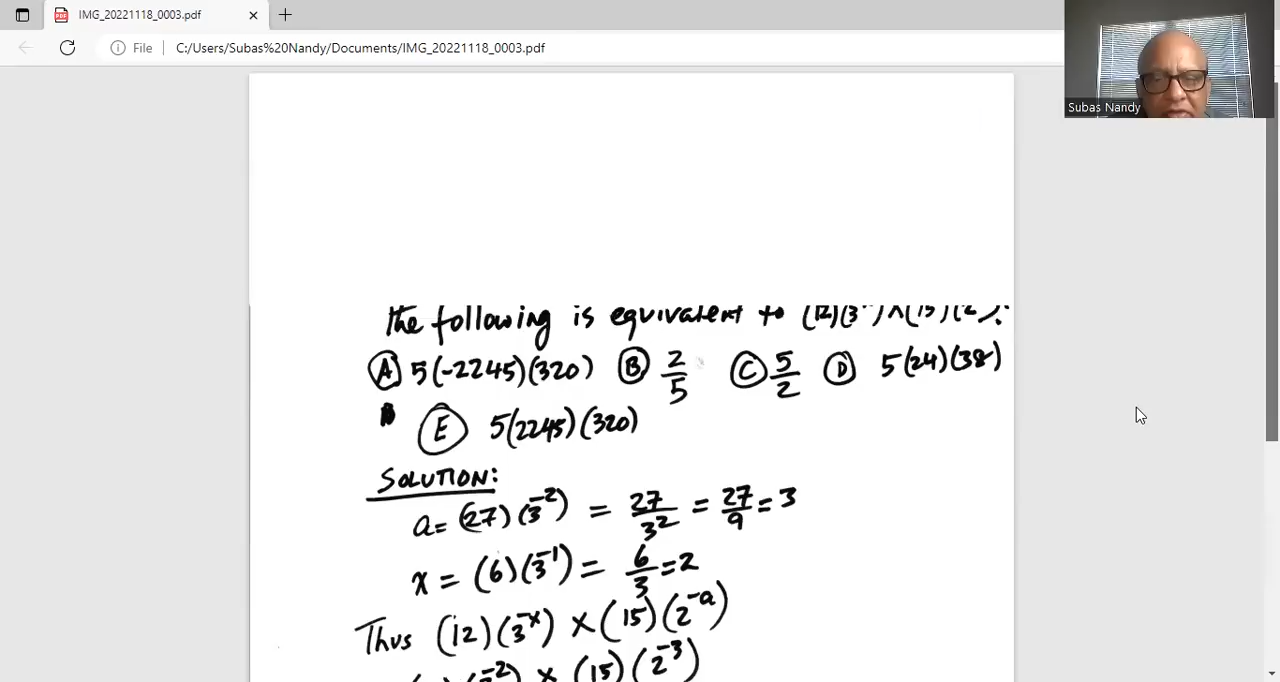 IMG_20221118_0003.pdf
File C:/Users/Subas%20Nandy/Documents/IMG_20221118_0003.pdf
Subas Nandy
the following is equivalent to
(A) 5(-2245)(320) (B) 2/5 (C) 5/2 (D) 5(24)(38)
(E) 5(2245)(320)
SOLUTION:
a = (27)(3⁻²) = 27/3² = 27/9 = 3
x = (6)(3⁻¹) = 6/3 = 2
Thus (12)(3⁻ˣ) × (15)(2⁻ᵃ)
⁻²) × (15)(2⁻³)